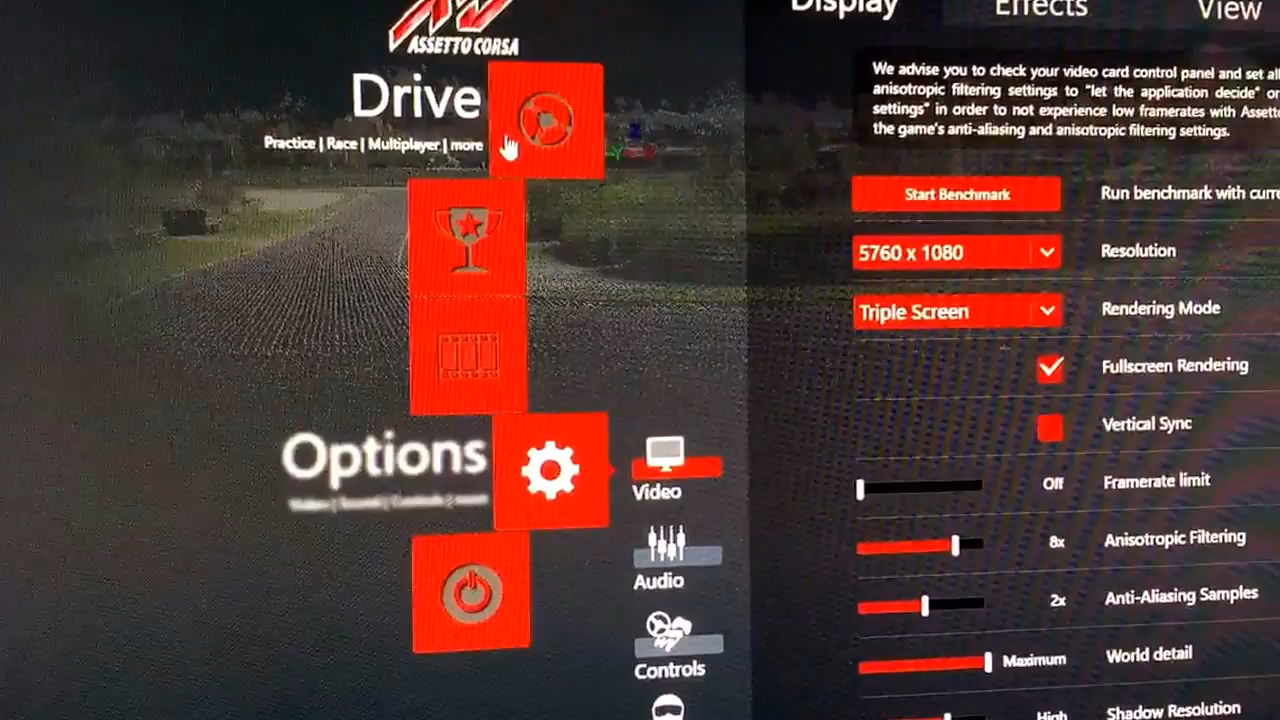 ASSETTO CORSA
Drive
Practice | Race | Multiplayer | more
Options
Video
Audio
Controls
Display
Effects
View
We advise you to check your video card control panel and set all
anisotropic filtering settings to "let the application decide" or
settings" in order to not experience low framerates with Assett
the game's anti-aliasing and anisotropic filtering settings.
Start Benchmark
Run benchmark with curr
5760 x 1080
Resolution
Triple Screen
Rendering Mode
Fullscreen Rendering
Vertical Sync
Off
Framerate limit
8x
Anisotropic Filtering
2x
Anti-Aliasing Samples
Maximum
World detail
High
Shadow Resolution